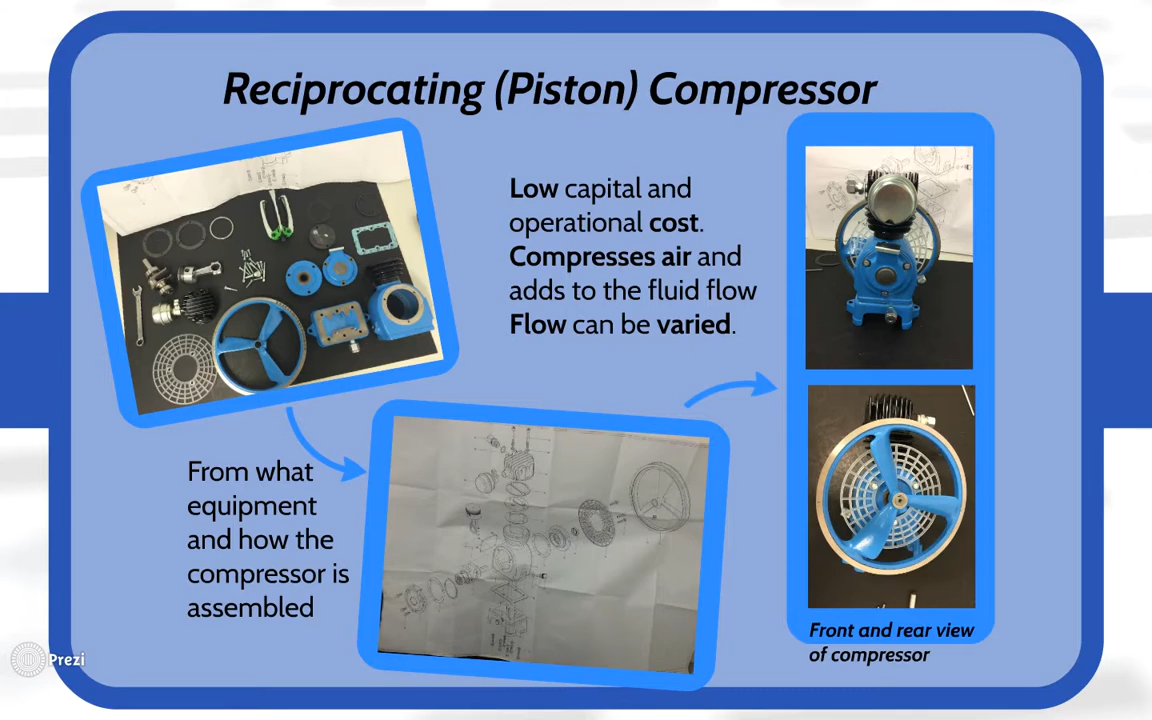 Reciprocating (Piston) Compressor
Low capital and
operational cost.
Compresses air and
adds to the fluid flow
Flow can be varied.
From what
equipment
and how the
compressor is
assembled
Front and rear view
of compressor
Prezi